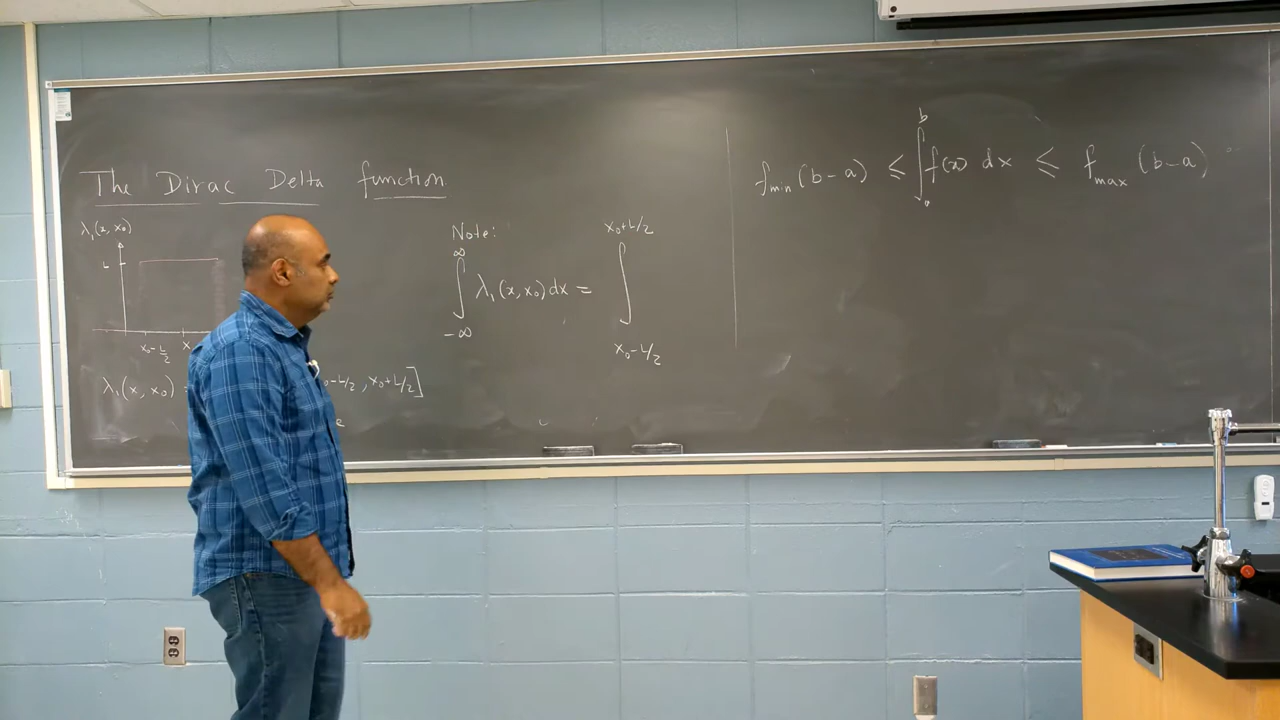 The Dirac Delta function
λ₁(x, x₀)
L
x₀-L/2 x
λ₁(x, x₀) =
x₀-L/2, x₀+L/2]
Note:
∞ x₀+L/2
∫ λ₁(x, x₀) dx = ∫
-∞ x₀-L/2
b
f_min (b-a) ≤ ∫ f(x) dx ≤ f_max (b-a)
a